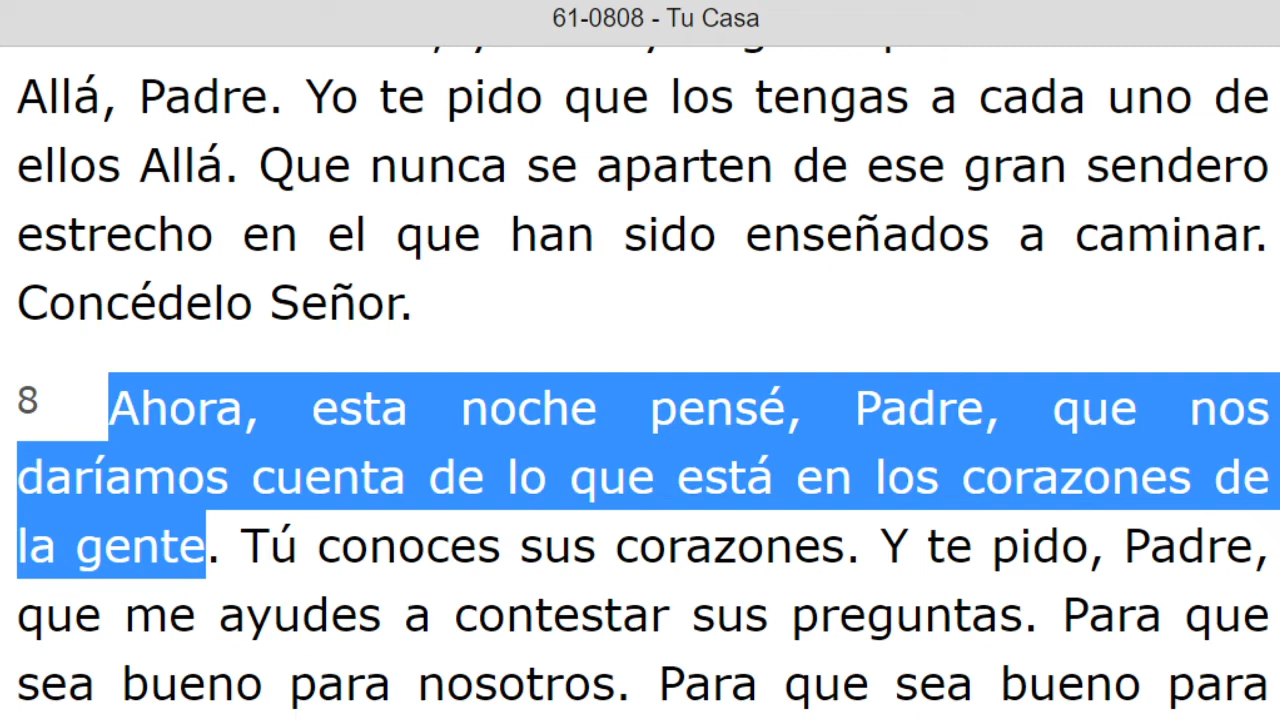 61-0808 - Tu Casa
Allá, Padre. Yo te pido que los tengas a cada uno de
ellos Allá. Que nunca se aparten de ese gran sendero
estrecho en el que han sido enseñados a caminar.
Concédelo Señor.
8 Ahora, esta noche pensé, Padre, que nos
daríamos cuenta de lo que está en los corazones de
la gente. Tú conoces sus corazones. Y te pido, Padre,
que me ayudes a contestar sus preguntas. Para que
sea bueno para nosotros. Para que sea bueno para